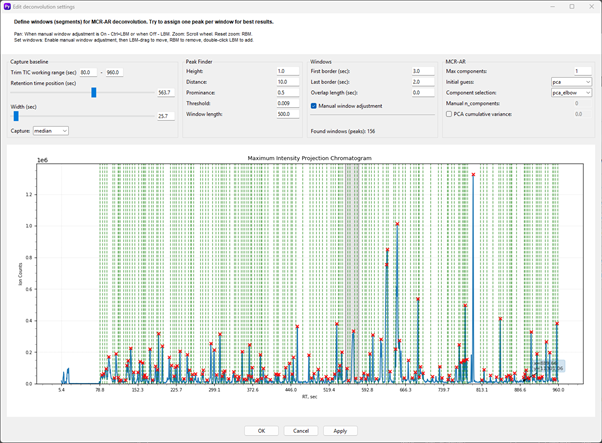 Edit deconvolution settings
Define windows (segments) for MCR-AR deconvolution. Try to assign one peak per window for best results.
Pan: When manual window adjustment is On - Ctrl+LBM or when Off - LBM. Zoom: Scroll wheel. Reset zoom: RBM.
Set windows: Enable manual window adjustment, then LBM-drag to move, RBM to remove, double-click LBM to add.
Capture baseline
Trim TIC working range (sec) 80.0 - 960.0
Retention time position (sec)
563.7
Width (sec)
25.7
Capture: median
Peak Finder
Height: 1.0
Distance: 10.0
Prominance: 0.5
Threshold: 0.009
Window length: 500.0
Windows
First border (sec): 3.0
Last border (sec): 2.0
Overlap length (sec): 0.0
Manual window adjustment
Found windows (peaks): 156
MCR-AR
Max components: 1
Initial guess: pca
Component selection: pca_elbow
Manual n_components: 0
PCA cumulative variance: 0.0
Maximum Intensity Projection Chromatogram
1e6
1.2
1.0
0.8
0.6
0.4
0.2
0.0
Ion Counts
5.4 78.8 152.3 225.7 299.1 372.6 446.0 519.4 592.8 666.3 739.7 813.1 886.6 960.0
RT, sec
OK Cancel Apply